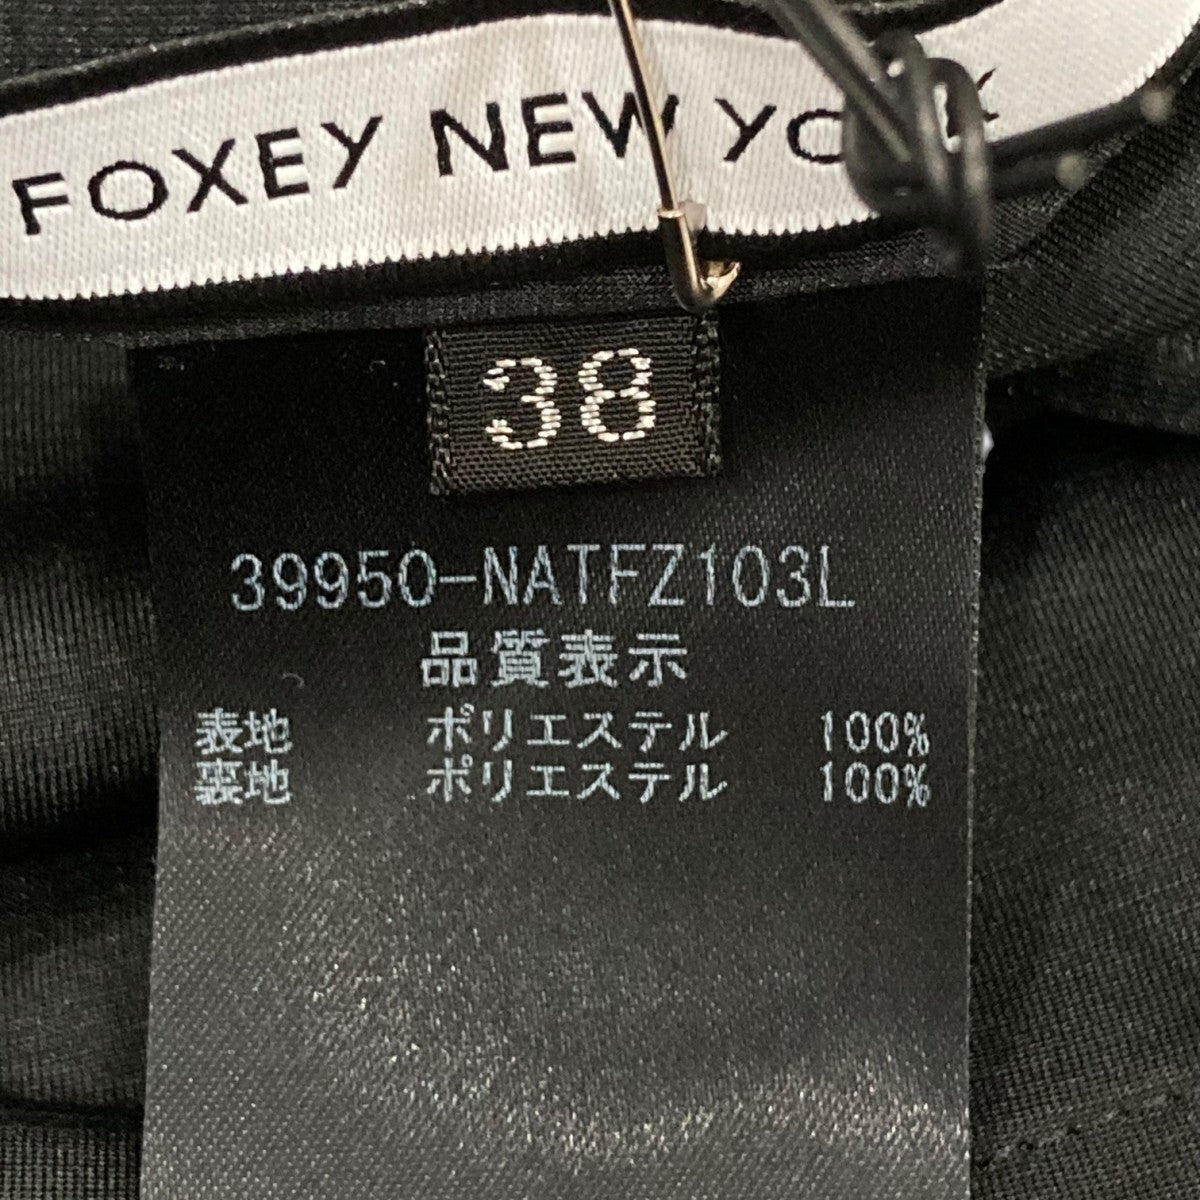 FOXEY NEW YORK
38
39950-NATFZ103L
品質表示
表地 ポリエステル 100%
裏地 ポリエステル 100%